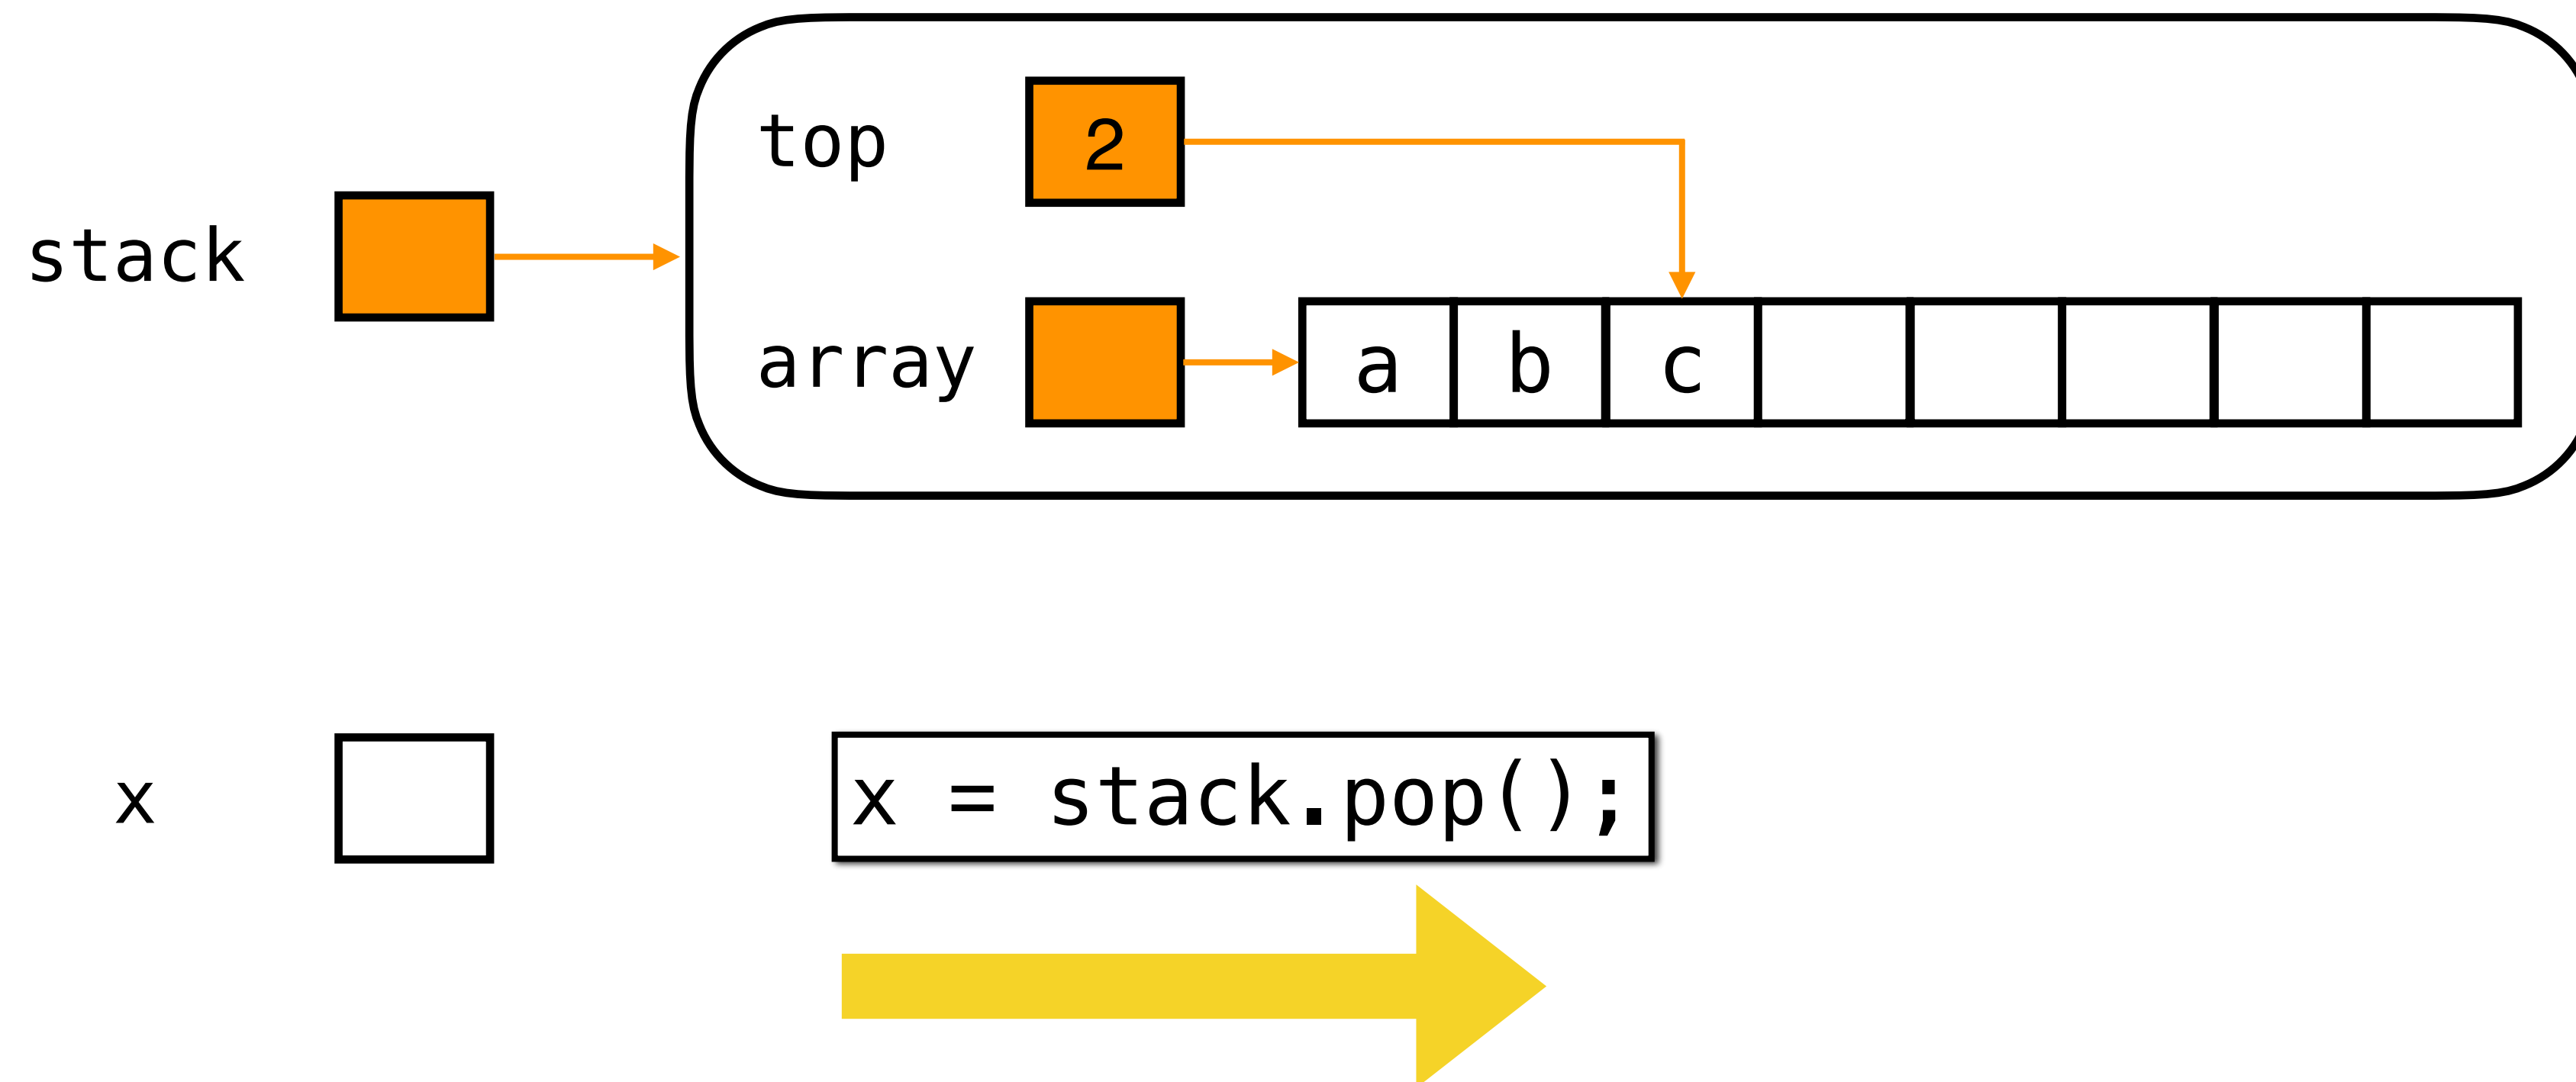 top 2
stack
array a b c
x
x = stack.pop();